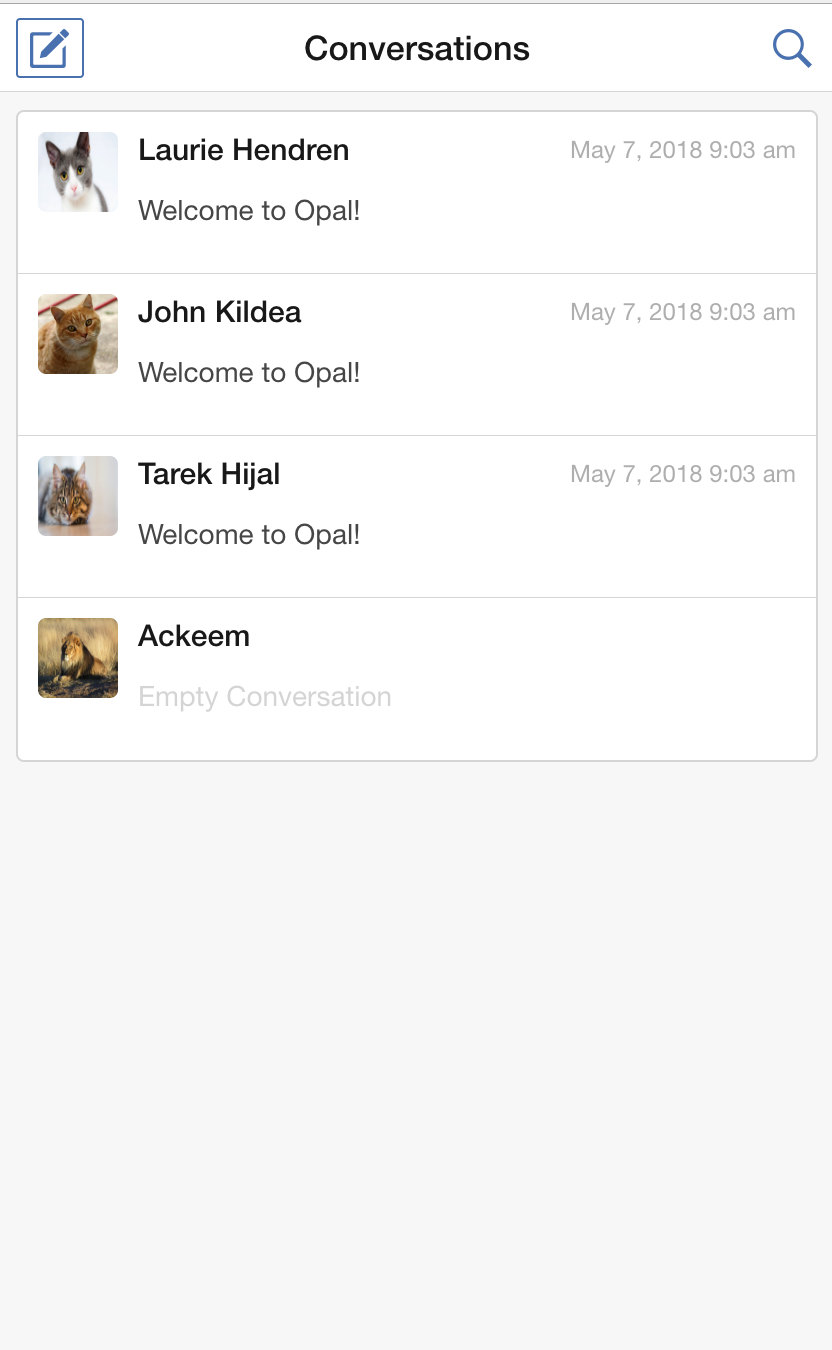 Conversations
Laurie Hendren
May 7, 2018 9:03 am
Welcome to Opal!
John Kildea
May 7, 2018 9:03 am
Welcome to Opal!
Tarek Hijal
May 7, 2018 9:03 am
Welcome to Opal!
Ackeem
Empty Conversation